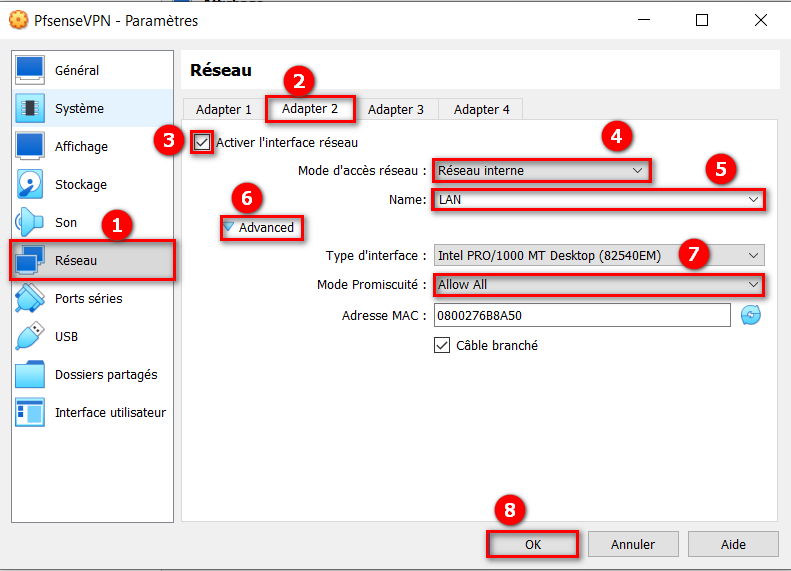 PfsenseVPN - Paramètres
Général
Système
Affichage
Stockage
Son
1
Réseau
Ports séries
USB
Dossiers partagés
Interface utilisateur
Réseau
2
Adapter 1
Adapter 2
Adapter 3
Adapter 4
3
Activer l'interface réseau
4
Mode d'accès réseau :
Réseau interne
5
Name:
LAN
6
Advanced
Type d'interface :
Intel PRO/1000 MT Desktop (82540EM)
7
Mode Promiscuité :
Allow All
Adresse MAC :
0800276B8A50
Câble branché
8
OK
Annuler
Aide